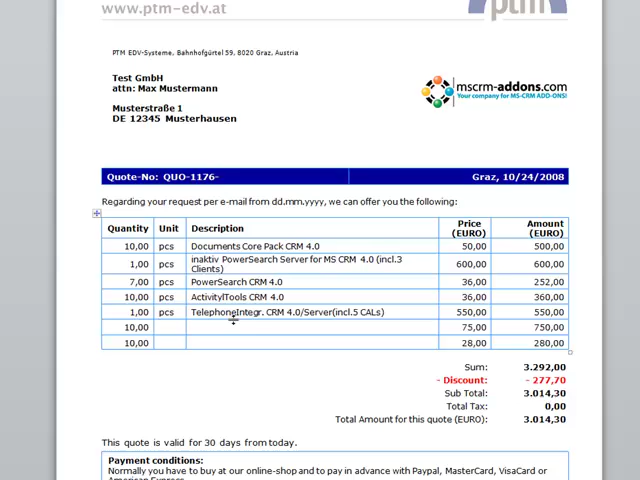 www.ptm-edv.at
ptm
PTM EDV-Systeme, Bahnhofgürtel 59, 8020 Graz, Austria
Test GmbH
attn: Max Mustermann
Musterstraße 1
DE 12345 Musterhausen
mscrm-addons.com
Your company for MS-CRM ADD-ONS!
Quote-No: QUO-1176- Graz, 10/24/2008
Regarding your request per e-mail from dd.mm.yyyy, we can offer you the following:
Quantity Unit Description Price (EURO) Amount (EURO)
10,00 pcs Documents Core Pack CRM 4.0 50,00 500,00
1,00 pcs inaktiv PowerSearch Server for MS CRM 4.0 (incl.3 600,00 600,00
Clients)
7,00 pcs PowerSearch CRM 4.0 36,00 252,00
10,00 pcs ActivitylTools CRM 4.0 36,00 360,00
1,00 pcs TelephoneIntegr. CRM 4.0/Server(incl.5 CALs) 550,00 550,00
10,00 75,00 750,00
10,00 28,00 280,00
Sum: 3.292,00
- Discount: - 277,70
Sub Total: 3.014,30
Total Tax: 0,00
Total Amount for this quote (EURO): 3.014,30
This quote is valid for 30 days from today.
Payment conditions:
Normally you have to buy at our online-shop and to pay in advance with Paypal, MasterCard, VisaCard or
American Express.